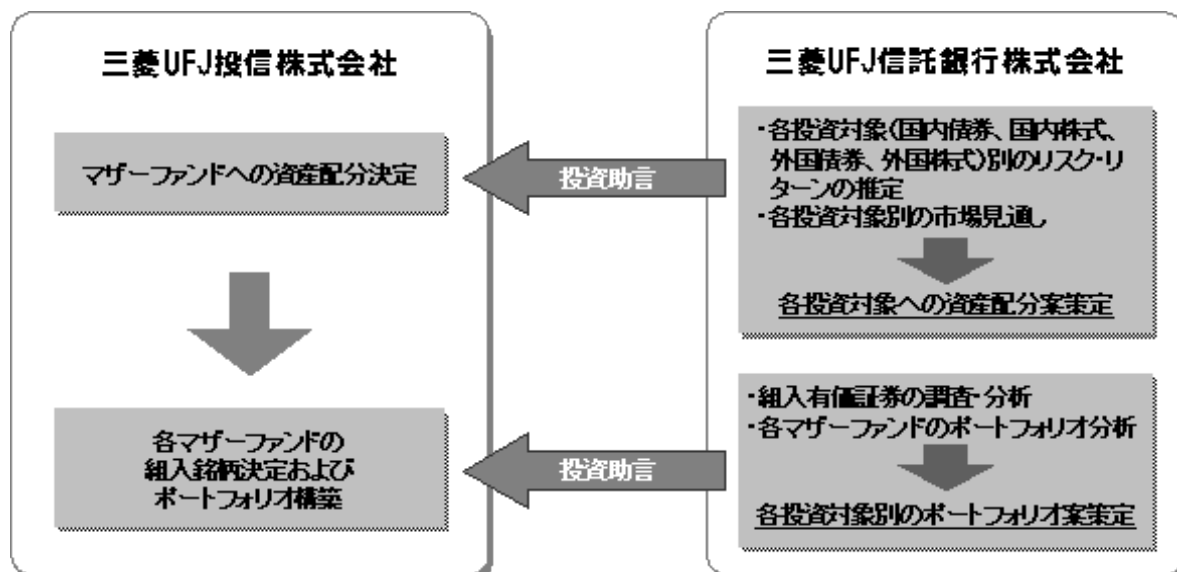 三菱UFJ投信株式会社
マザーファンドへの資産配分決定
各マザーファンドの
組入銘柄決定および
ポートフォリオ構築
投資助言
投資助言
三菱UFJ信託銀行株式会社
・各投資対象(国内債券、国内株式、
外国債券、外国株式)別のリスク・リ
ターンの推定
・各投資対象別の市場見通し
各投資対象への資産配分案策定
・組入有価証券の調査・分析
・各マザーファンドのポートフォリオ分析
各投資対象別のポートフォリオ案策定